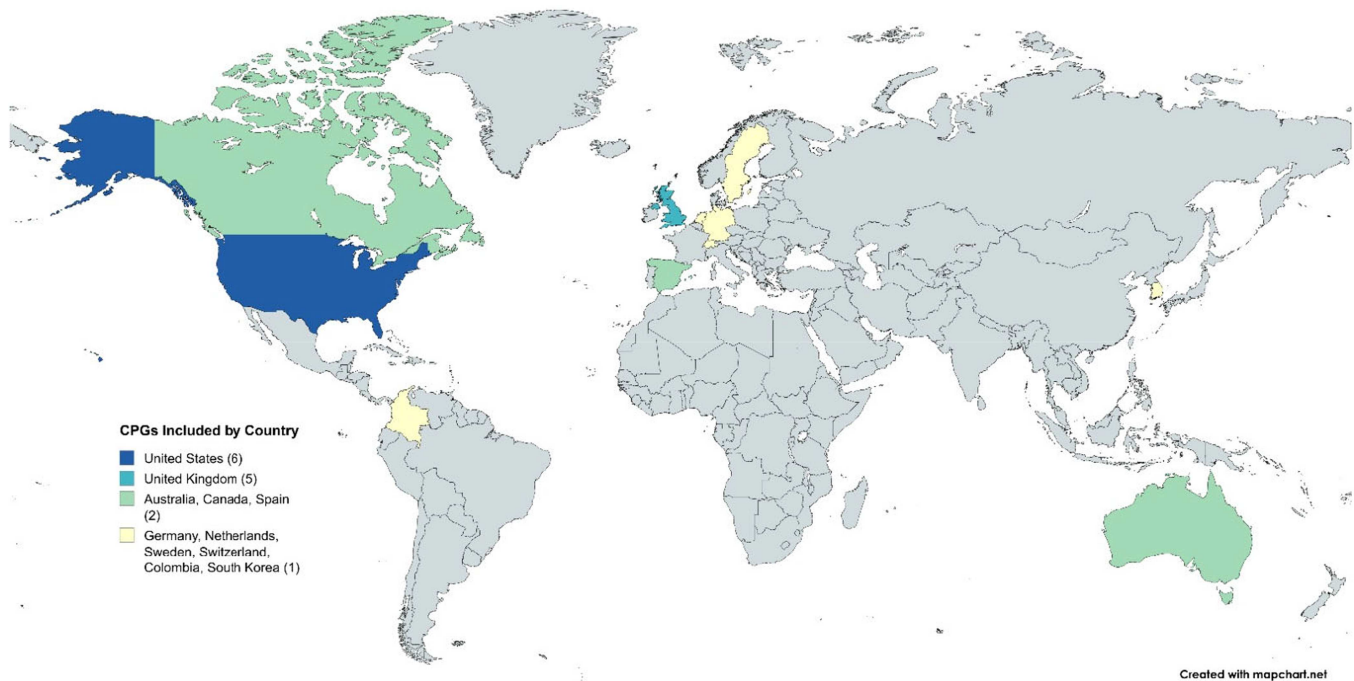 CPGs Included by Country
United States (6)
United Kingdom (5)
Australia, Canada, Spain
(2)
Germany, Netherlands,
Sweden, Switzerland,
Colombia, South Korea (1)
Created with mapchart.net